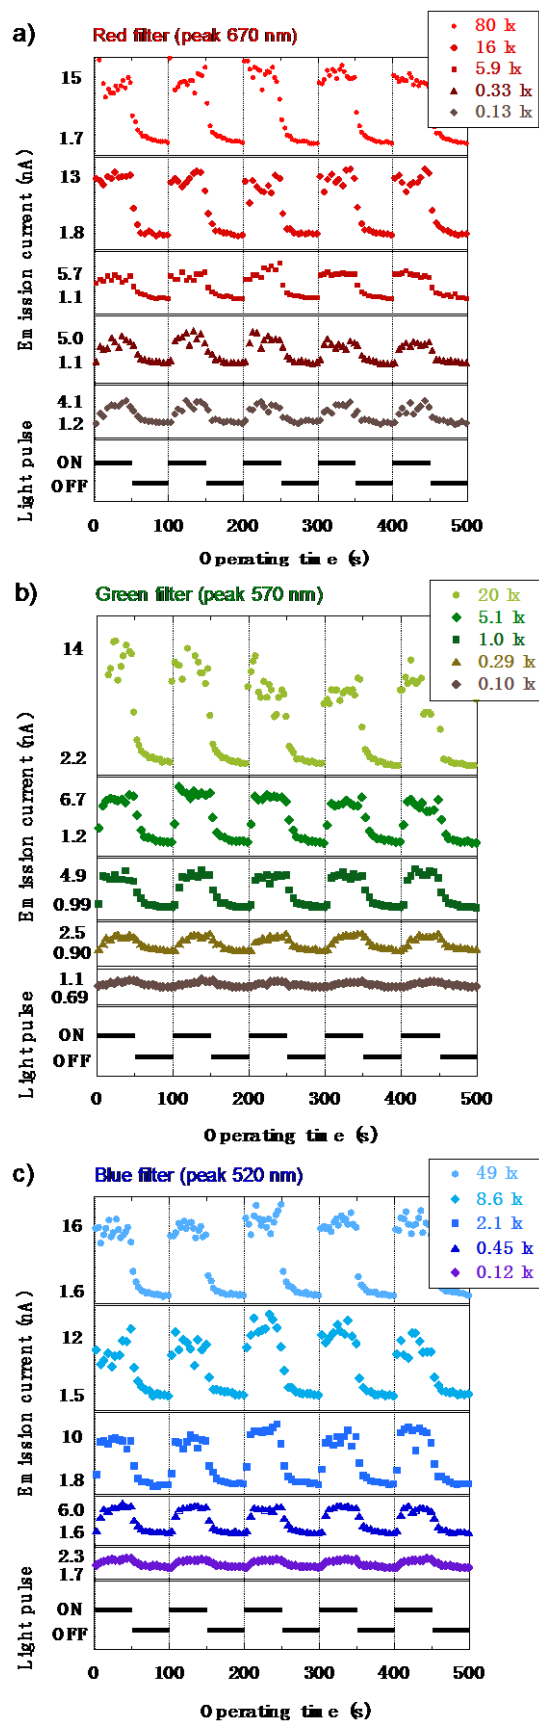 a)
Red filter (peak 670 nm)
80 lx
16 lx
5.9 lx
0.33 lx
0.13 lx
15
1.7
13
1.8
5.7
1.1
5.0
1.1
4.1
1.2
Emission current (nA)
Light pulse
ON
OFF
0 100 200 300 400 500
Operating time (s)
b)
Green filter (peak 570 nm)
20 lx
5.1 lx
1.0 lx
0.29 lx
0.10 lx
14
2.2
6.7
1.2
4.9
0.99
2.5
0.90
1.1
0.69
Emission current (nA)
Light pulse
ON
OFF
0 100 200 300 400 500
Operating time (s)
c)
Blue filter (peak 520 nm)
49 lx
8.6 lx
2.1 lx
0.45 lx
0.12 lx
16
1.6
12
1.5
10
1.8
6.0
1.6
2.3
1.7
Emission current (nA)
Light pulse
ON
OFF
0 100 200 300 400 500
Operating time (s)